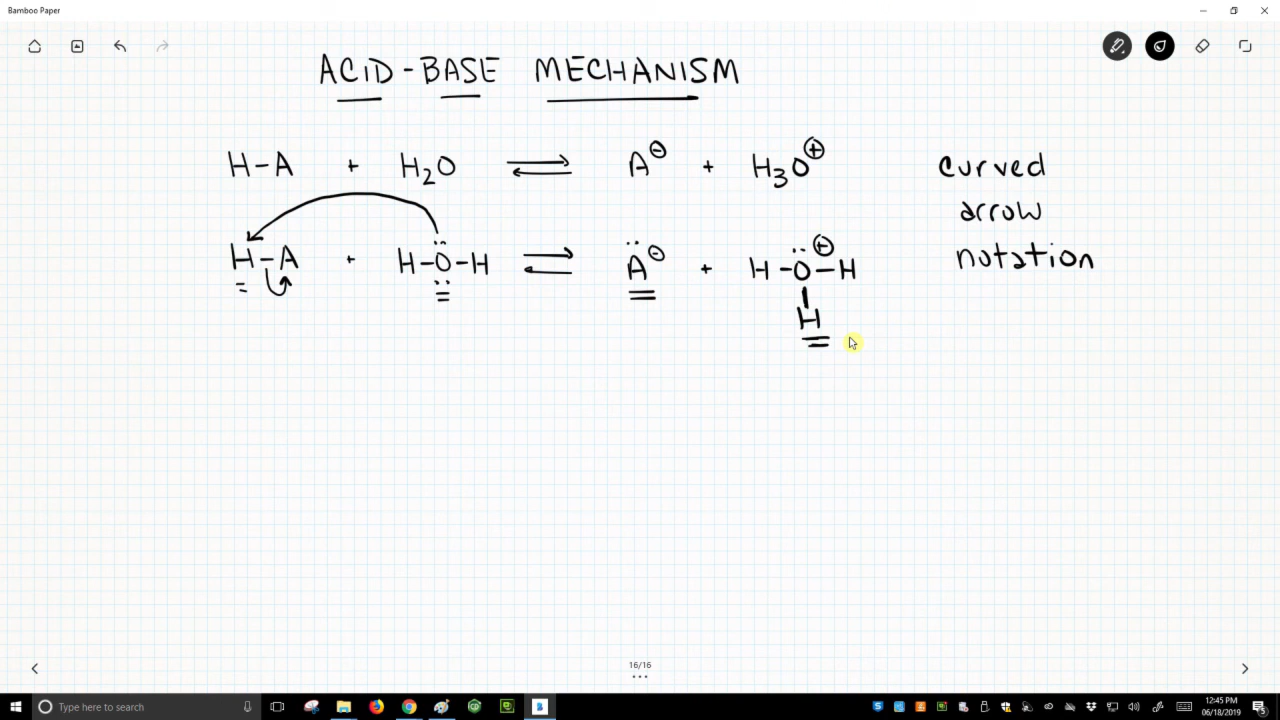 Bamboo Paper
ACID-BASE MECHANISM
H-A + H₂O ⇌ A⊖ + H₃O⊕
curved
arrow
notation
H-A + H-Ö-H ⇌ Ä⊖ + H-Ö⊕-H
H
16/16
Type here to search
12:45 PM
06/18/2019